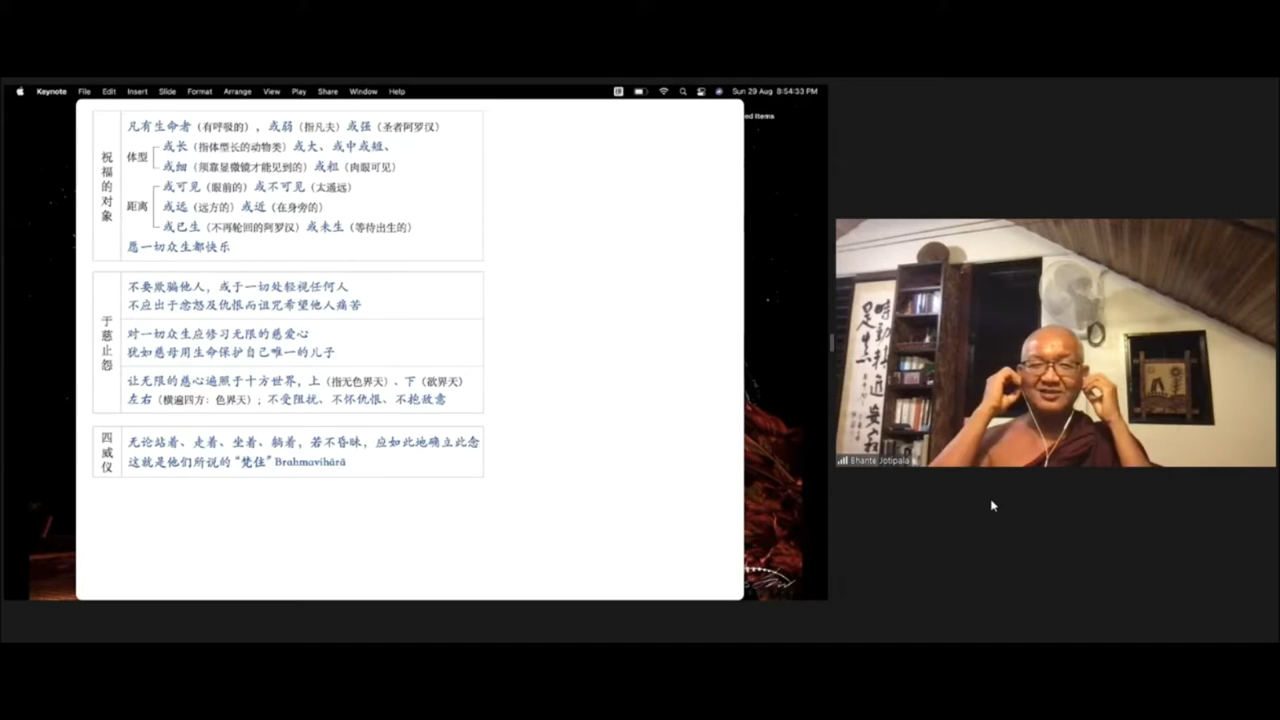 Keynote File Edit Insert Slide Format Arrange View Play Share Window Help
Sun 29 Aug 8:54:33 PM
ed Items
祝福的对象
凡有生命者（有呼吸的），或弱（指凡夫）或强（圣者阿罗汉）
体型
或长（指体型长的动物类）或大、或中或短、
或细（须靠显微镜才能见到的）或粗（肉眼可见）
距离
或可见（眼前的）或不可见（太遥远）
或远（远方的）或近（在身旁的）
或已生（不再轮回的阿罗汉）或未生（等待出生的）
愿一切众生都快乐
于慈止怨
不要欺骗他人，或于一切处轻视任何人
不应出于忿怒及仇恨而诅咒希望他人痛苦
对一切众生应修习无限的慈爱心
犹如慈母用生命保护自己唯一的儿子
让无限的慈心遍照于十方世界，上（指无色界天）、下（欲界天）
左右（横遍四方：色界天）；不受阻扰、不怀仇恨、不抱敌意
四威仪
无论站着、走着、坐着、躺着，若不昏昧，应如此地确立此念
这就是他们所说的“梵住”Brahmavihārā
Bhante Jotipala